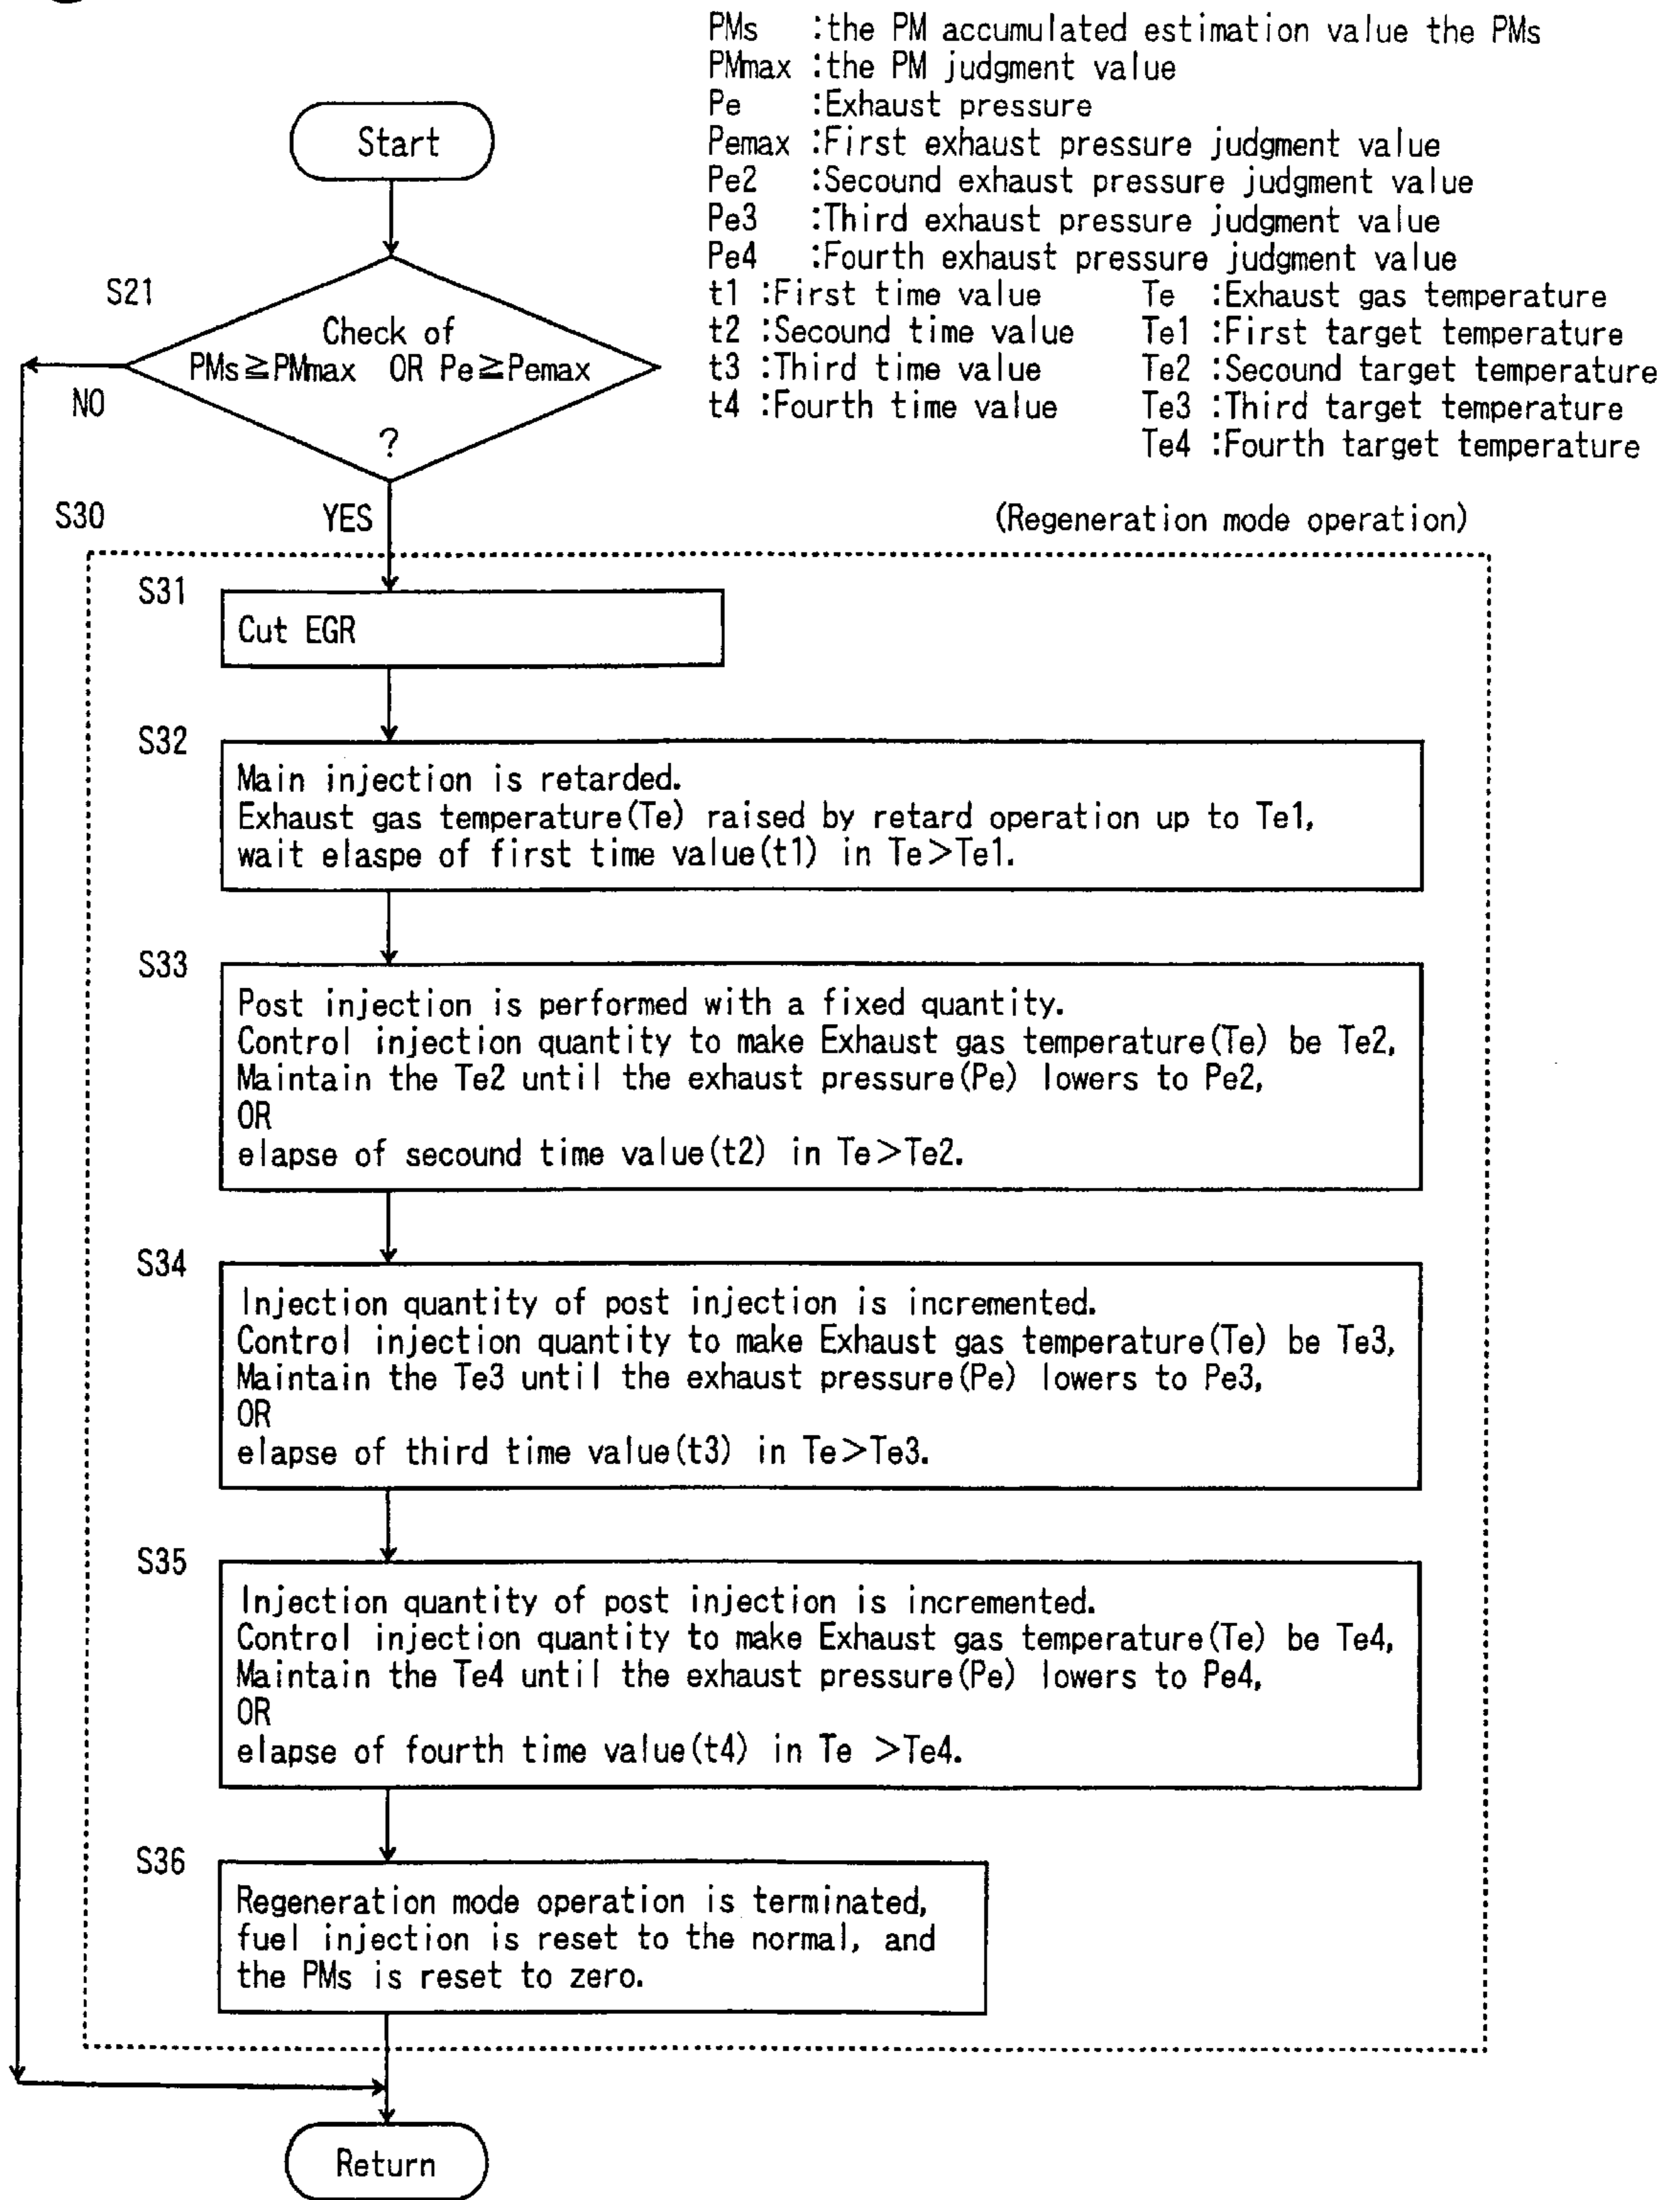 PMs :the PM accumulated estimation value the PMs
PMmax :the PM judgment value
Pe :Exhaust pressure
Pemax :First exhaust pressure judgment value
Pe2 :Secound exhaust pressure judgment value
Pe3 :Third exhaust pressure judgment value
Pe4 :Fourth exhaust pressure judgment value
t1 :First time value Te :Exhaust gas temperature
t2 :Secound time value Te1 :First target temperature
t3 :Third time value Te2 :Secound target temperature
t4 :Fourth time value Te3 :Third target temperature
Te4 :Fourth target temperature
Start
S21
Check of
PMs≧PMmax OR Pe≧Pemax
?
NO
YES
S30
(Regeneration mode operation)
S31
Cut EGR
S32
Main injection is retarded.
Exhaust gas temperature(Te) raised by retard operation up to Te1,
wait elaspe of first time value(t1) in Te>Te1.
S33
Post injection is performed with a fixed quantity.
Control injection quantity to make Exhaust gas temperature(Te) be Te2,
Maintain the Te2 until the exhaust pressure(Pe) lowers to Pe2,
OR
elapse of second time value(t2) in Te>Te2.
S34
Injection quantity of post injection is incremented.
Control injection quantity to make Exhaust gas temperature(Te) be Te3,
Maintain the Te3 until the exhaust pressure(Pe) lowers to Pe3,
OR
elapse of third time value(t3) in Te>Te3.
S35
Injection quantity of post injection is incremented.
Control injection quantity to make Exhaust gas temperature(Te) be Te4,
Maintain the Te4 until the exhaust pressure(Pe) lowers to Pe4,
OR
elapse of fourth time value(t4) in Te >Te4.
S36
Regeneration mode operation is terminated,
fuel injection is reset to the normal, and
the PMs is reset to zero.
Return